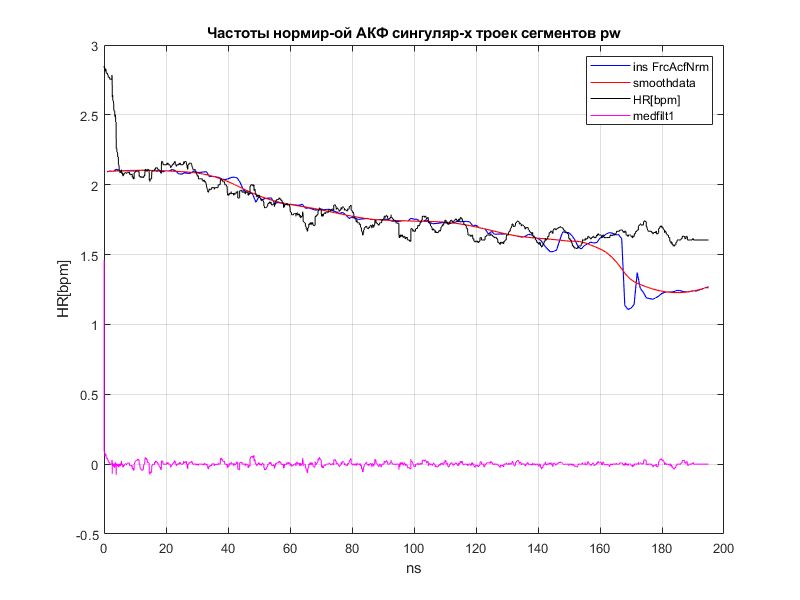 Частоты нормир-ой АКФ сингуляр-х троек сегментов pw
3
2.5
2
1.5
1
0.5
0
-0.5
HR[bpm]
0 20 40 60 80 100 120 140 160 180 200
ns
ins FrcAcfNrm
smoothdata
HR[bpm]
medfilt1